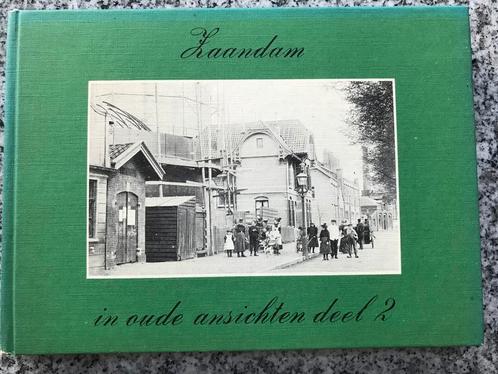 Zaandam
in oude ansichten deel 2